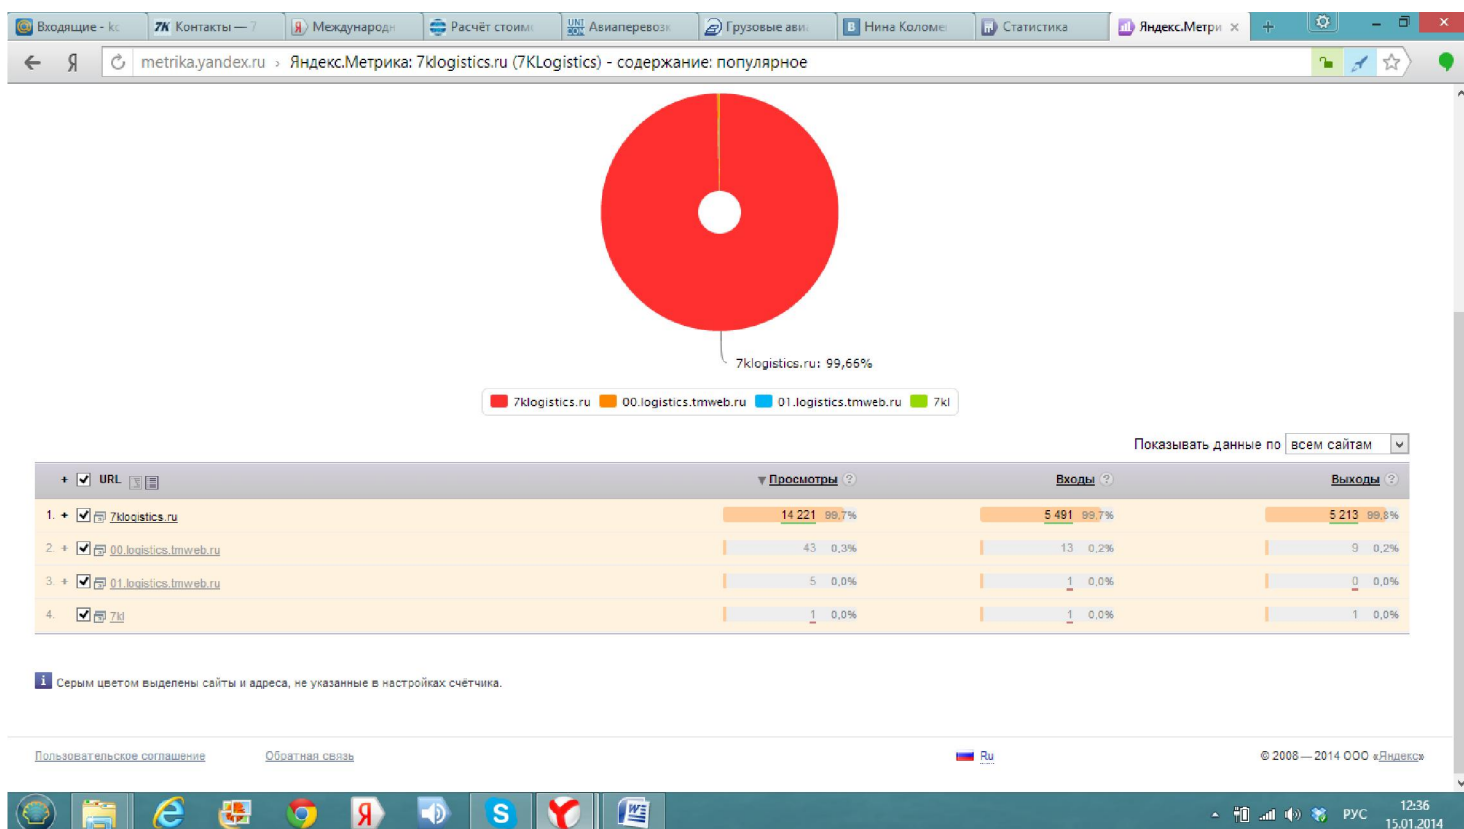 Входящие - ко
7К Контакты — 7
Международн
Расчёт стоим
UNI Авиаперевозк
Грузовые ави
В Нина Коломе
Статистика
Яндекс.Метри
Я metrika.yandex.ru › Яндекс.Метрика: 7klogistics.ru (7KLogistics) - содержание: популярное
7klogistics.ru: 99,66%
7klogistics.ru 00.logistics.tmweb.ru 01.logistics.tmweb.ru 7kl
Показывать данные по всем сайтам
+ URL ▼ Просмотры ? Входы ? Выходы ?
1. + 7klogistics.ru 14 221 99,7% 5 491 99,7% 5 213 99,8%
2. + 00.logistics.tmweb.ru 43 0,3% 13 0,2% 9 0,2%
3. + 01.logistics.tmweb.ru 5 0,0% 1 0,0% 0 0,0%
4. 7kl 1 0,0% 1 0,0% 1 0,0%
i Серым цветом выделены сайты и адреса, не указанные в настройках счётчика.
Пользовательское соглашение Обратная связь Ru © 2008 — 2014 ООО «Яндекс»
РУС 12:36
15.01.2014